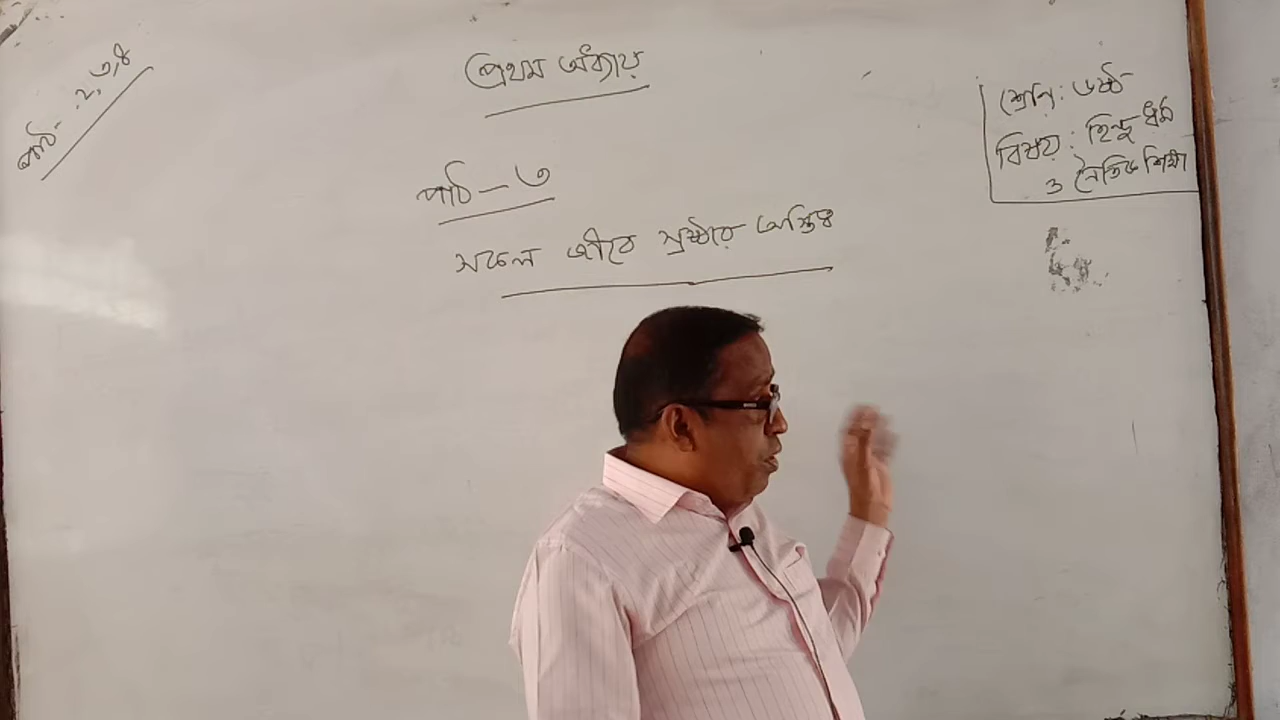 পাঠ- ২, ৩, ৪
প্রথম অধ্যায়
শ্রেণি: ৬ষ্ঠ
বিষয়: হিন্দু ধর্ম
ও নৈতিক শিক্ষা
পাঠ - ৩
সকল জীবে স্রষ্টার অস্তিত্ব